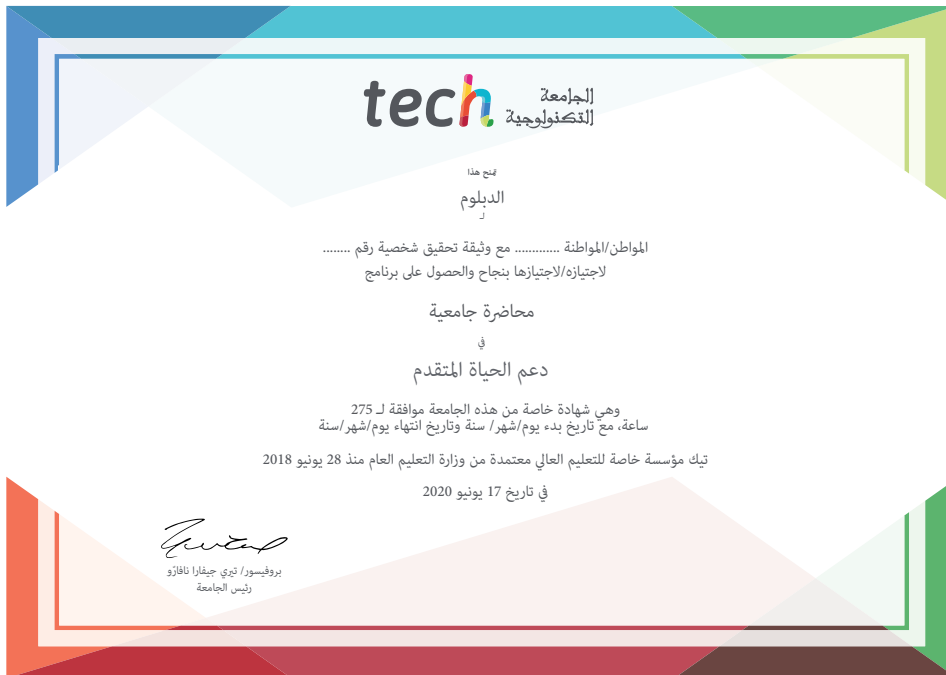 tech الجامعة
التكنولوجية
يمنح هذا
الدبلوم
لـ
المواطن/المواطنة ............. مع وثيقة تحقيق شخصية رقم ........
لاجتيازه/لاجتيازها بنجاح والحصول على برنامج
محاضرة جامعية
في
دعم الحياة المتقدم
وهي شهادة خاصة من هذه الجامعة موافقة لـ 275
ساعة، مع تاريخ بدء يوم/شهر/ سنة وتاريخ انتهاء يوم/شهر/سنة
تيك مؤسسة خاصة للتعليم العالي معتمدة من وزارة التعليم العام منذ 28 يونيو 2018
في تاريخ 17 يونيو 2020
بروفيسور/ تيري جيفارا نافارّو
رئيس الجامعة